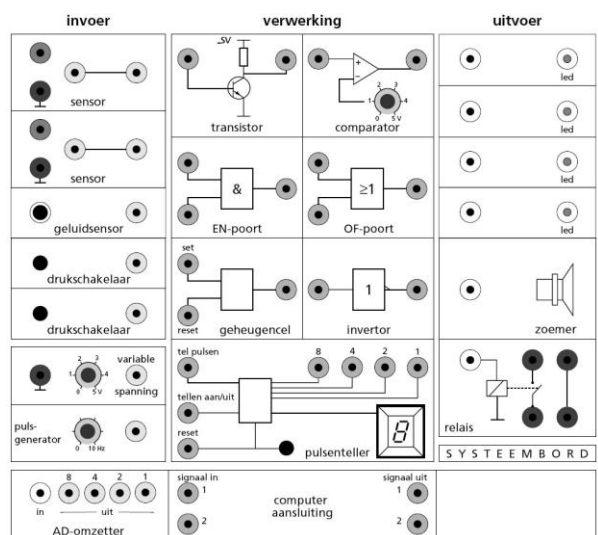 invoer
verwerking
uitvoer
sensor
sensor
geluidsensor
drukschakelaar
drukschakelaar
2 3
1 4
0 5 V
variable
spanning
puls-
generator
0 10 Hz
8 4 2 1
in uit
AD-omzetter
5V
transistor
+
−
2 3
1 4
0 5 V
comparator
&
EN-poort
≥1
OF-poort
set
reset
geheugencel
1
invertor
tel pulsen
8 4 2 1
tellen aan/uit
reset
8
pulsenteller
signaal in
1
2
computer
aansluiting
signaal uit
1
2
led
led
led
led
zoemer
relais
SYSTEEMBORD